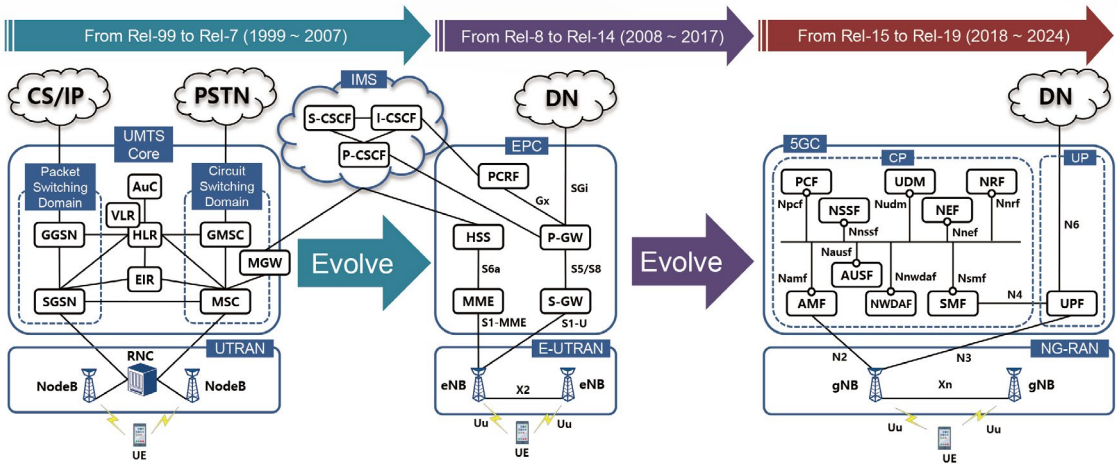 From Rel-99 to Rel-7 (1999 ~ 2007)
From Rel-8 to Rel-14 (2008 ~ 2017)
From Rel-15 to Rel-19 (2018 ~ 2024)
CS/IP
PSTN
UMTS
Core
Packet
Switching
Domain
Circuit
Switching
Domain
AuC
VLR
GGSN
HLR
GMSC
MGW
EIR
SGSN
MSC
UTRAN
RNC
NodeB
NodeB
UE
IMS
S-CSCF
I-CSCF
P-CSCF
Evolve
DN
EPC
PCRF
SGi
Gx
HSS
P-GW
S6a
S5/S8
MME
S-GW
S1-MME
S1-U
E-UTRAN
eNB
X2
eNB
Uu
Uu
UE
Evolve
DN
5GC
CP
UP
PCF
UDM
NRF
Npcf
NSSF
Nudm
NEF
Nnrf
Nnssf
Nnef
N6
Nausf
Namf
AUSF
Nnwdaf
Nsmf
AMF
NWDAF
SMF
N4
UPF
N2
N3
NG-RAN
gNB
Xn
gNB
Uu
Uu
UE